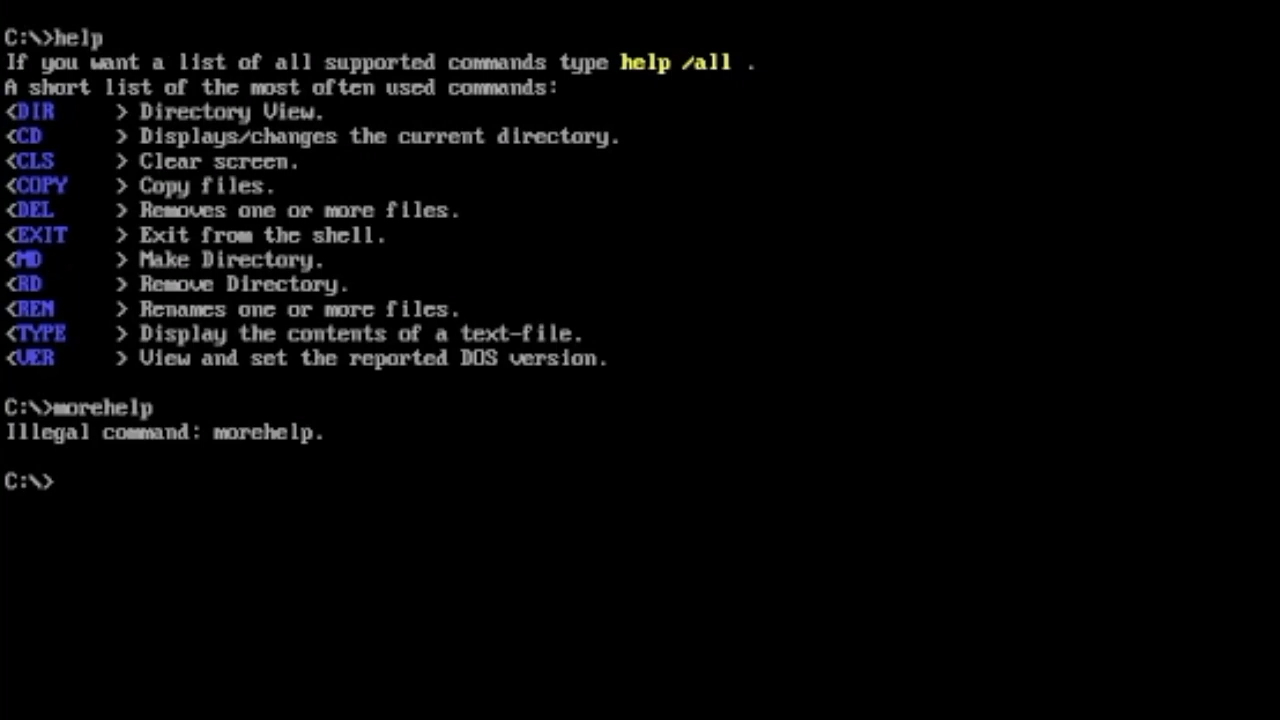 C:\>help
If you want a list of all supported commands type help /all .
A short list of the most often used commands:
<DIR     > Directory View.
<CD      > Displays/changes the current directory.
<CLS     > Clear screen.
<COPY    > Copy files.
<DEL     > Removes one or more files.
<EXIT    > Exit from the shell.
<MD      > Make Directory.
<RD      > Remove Directory.
<REN     > Renames one or more files.
<TYPE    > Display the contents of a text-file.
<VER     > View and set the reported DOS version.
C:\>morehelp
Illegal command: morehelp.
C:\>